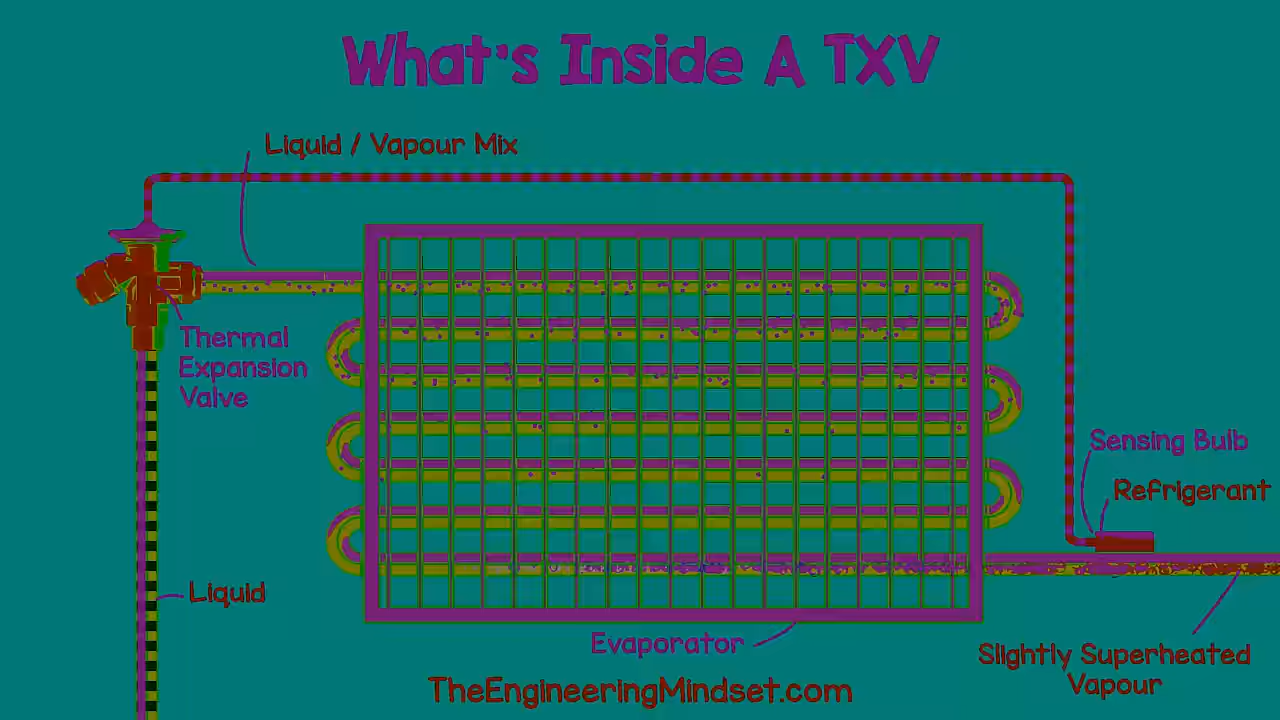 What's Inside A TXV
Liquid / Vapour Mix
Thermal
Expansion
Valve
Sensing Bulb
Refrigerant
Liquid
Evaporator
Slightly Superheated
Vapour
TheEngineeringMindset.com